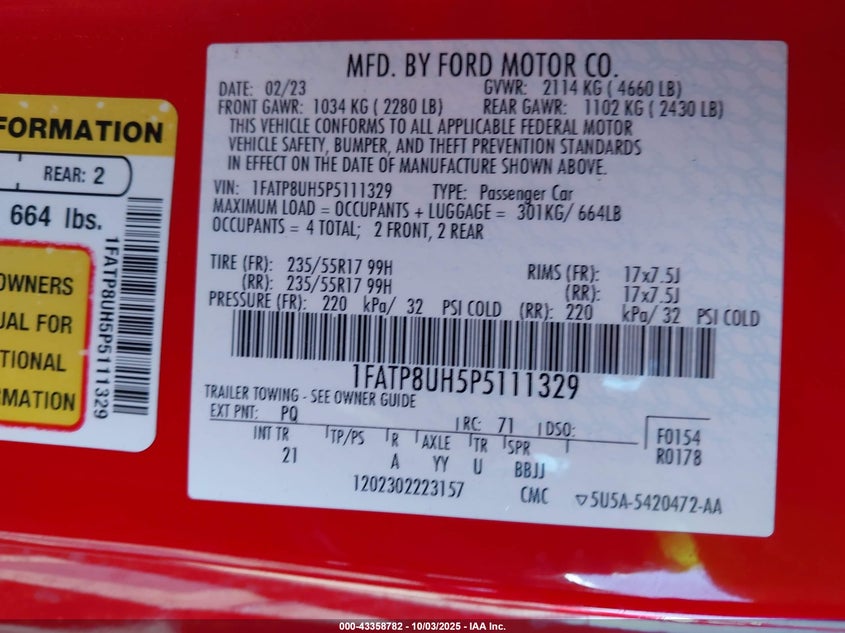 FORMATION
REAR: 2
664 lbs.
OWNERS
UAL FOR
TIONAL
RMATION
1FATP8UH5P5111329
MFD. BY FORD MOTOR CO.
DATE: 02/23 GVWR: 2114 KG ( 4660 LB)
FRONT GAWR: 1034 KG ( 2280 LB) REAR GAWR: 1102 KG ( 2430 LB)
THIS VEHICLE CONFORMS TO ALL APPLICABLE FEDERAL MOTOR
VEHICLE SAFETY, BUMPER, AND THEFT PREVENTION STANDARDS
IN EFFECT ON THE DATE OF MANUFACTURE SHOWN ABOVE.
VIN: 1FATP8UH5P5111329 TYPE: Passenger Car
MAXIMUM LOAD = OCCUPANTS + LUGGAGE = 301KG/ 664LB
OCCUPANTS = 4 TOTAL; 2 FRONT, 2 REAR
TIRE (FR): 235/55R17 99H RIMS (FR): 17x7.5J
(RR): 235/55R17 99H (RR): 17x7.5J
PRESSURE (FR): 220 kPa/ 32 PSI COLD (RR): 220 kPa/ 32 PSI COLD
1FATP8UH5P5111329
TRAILER TOWING - SEE OWNER GUIDE
EXT PNT: PQ RC: 71 DSO: F0154
INT TR TP/PS R AXLE TR SPR R0178
21 A YY U BBJJ
1202302223157 CMC 5U5A-5420472-AA
000-43358782 - 10/03/2025 - IAA Inc.